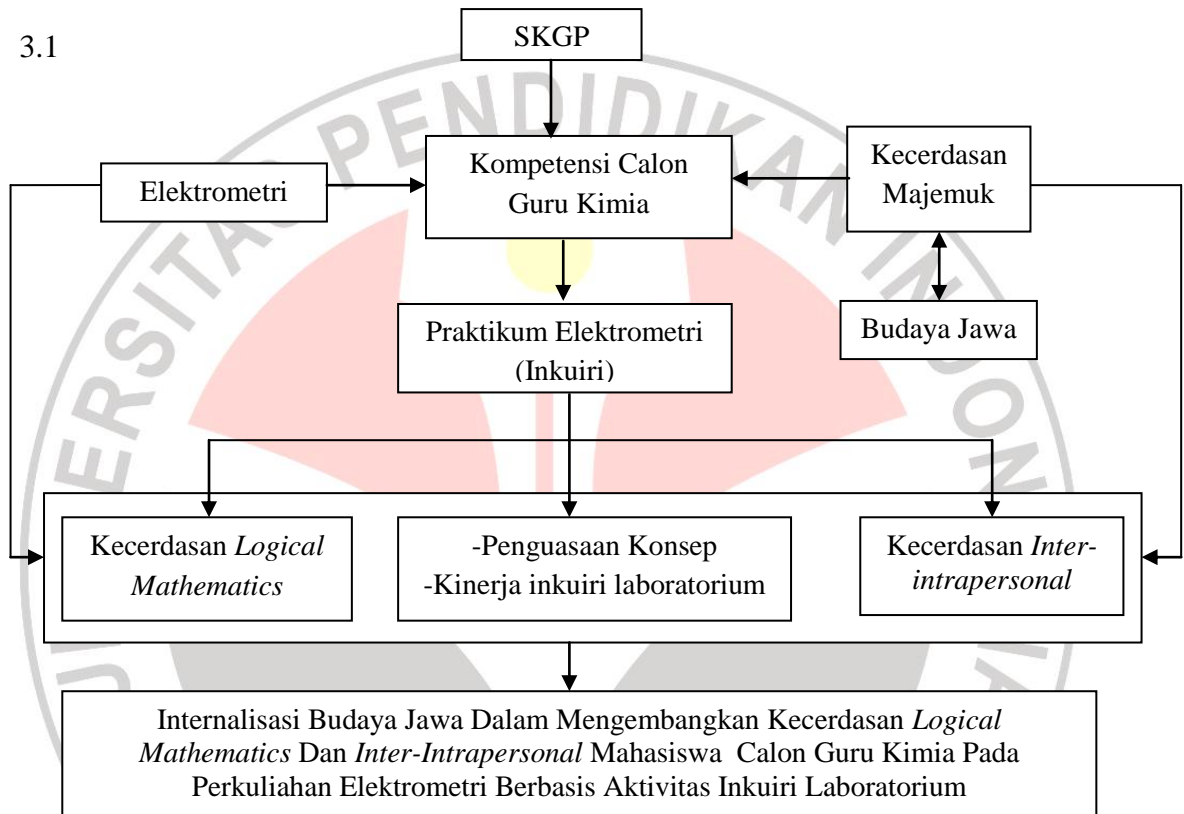 3.1
SKGP
Kompetensi Calon
Guru Kimia
Kecerdasan
Majemuk
Elektrometri
Praktikum Elektrometri
(Inkuiri)
Budaya Jawa
Kecerdasan Logical
Mathematics
-Penguasaan Konsep
-Kinerja inkuiri laboratorium
Kecerdasan Inter-
intrapersonal
Internalisasi Budaya Jawa Dalam Mengembangkan Kecerdasan Logical
Mathematics Dan Inter-Intrapersonal Mahasiswa Calon Guru Kimia Pada
Perkuliahan Elektrometri Berbasis Aktivitas Inkuiri Laboratorium